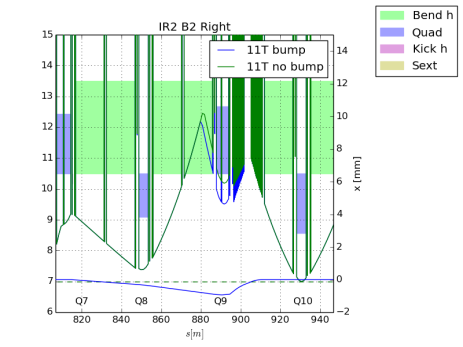 IR2 B2 Right
Bend h
Quad
Kick h
Sext
11T bump
11T no bump
15
14
13
12
11
10
9
8
7
6
14
12
10
8
6
4
2
0
−2
x [mm]
Q7
Q8
Q9
Q10
820
840
860
880
900
920
940
s[m]